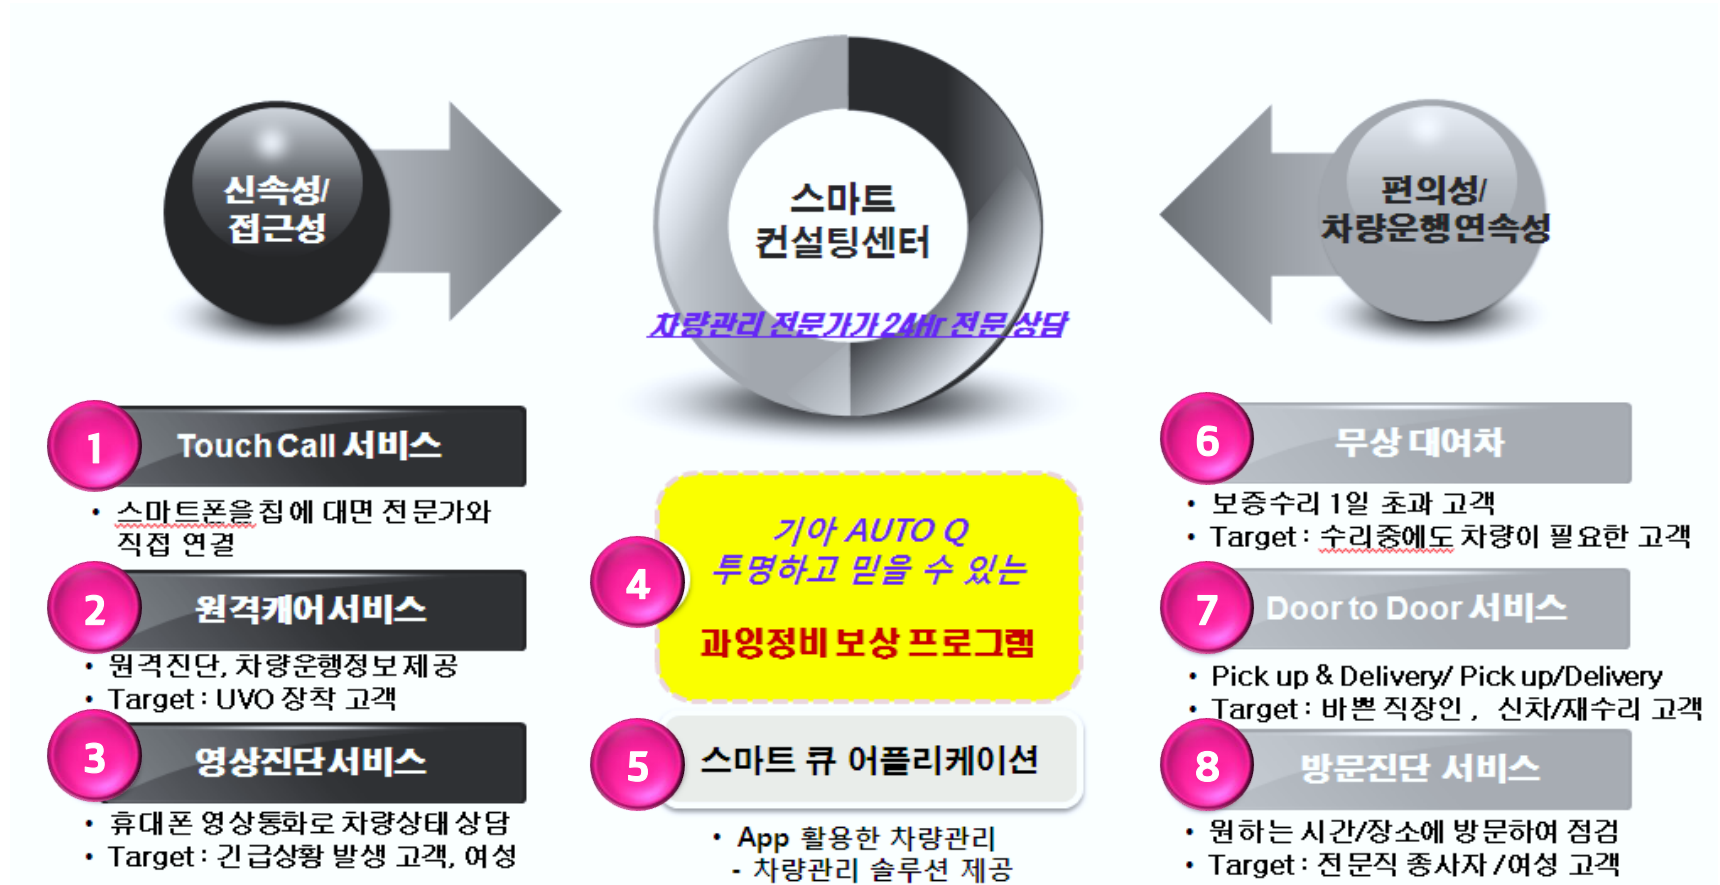 신속성/
접근성
스마트
컨설팅센터
차량관리 전문가가 24Hr 전문 상담
편의성/
차량운행연속성
1
Touch Call 서비스
• 스마트폰을 칩에 대면 전문가와
직접 연결
2
원격케어서비스
• 원격진단, 차량운행정보 제공
• Target : UVO 장착 고객
3
영상진단서비스
• 휴대폰 영상통화로 차량상태 상담
• Target : 긴급상황 발생 고객, 여성
4
기아 AUTO Q
투명하고 믿을 수 있는
과잉정비 보상 프로그램
5
스마트 큐 어플리케이션
• App 활용한 차량관리
- 차량관리 솔루션 제공
6
무상 대여차
• 보증수리 1일 초과 고객
• Target : 수리중에도 차량이 필요한 고객
7
Door to Door 서비스
• Pick up & Delivery/ Pick up/Delivery
• Target : 바쁜 직장인 , 신차/재수리 고객
8
방문진단 서비스
• 원하는 시간/장소에 방문하여 점검
• Target : 전문직 종사자 /여성 고객